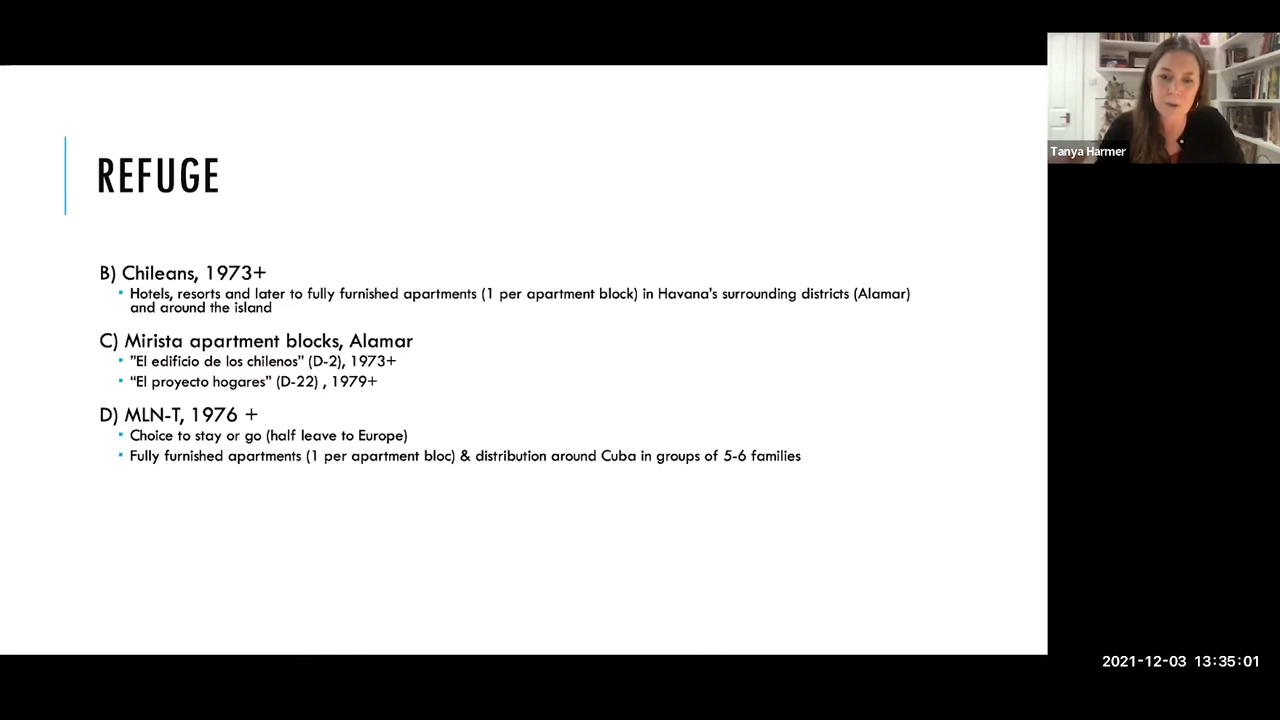 REFUGE
B) Chileans, 1973+
Hotels, resorts and later to fully furnished apartments (1 per apartment block) in Havana's surrounding districts (Alamar)
and around the island
C) Mirista apartment blocks, Alamar
"El edificio de los chilenos" (D-2), 1973+
“El proyecto hogares” (D-22) , 1979+
D) MLN-T, 1976 +
Choice to stay or go (half leave to Europe)
Fully furnished apartments (1 per apartment bloc) & distribution around Cuba in groups of 5-6 families
Tanya Harmer
2021-12-03 13:35:01